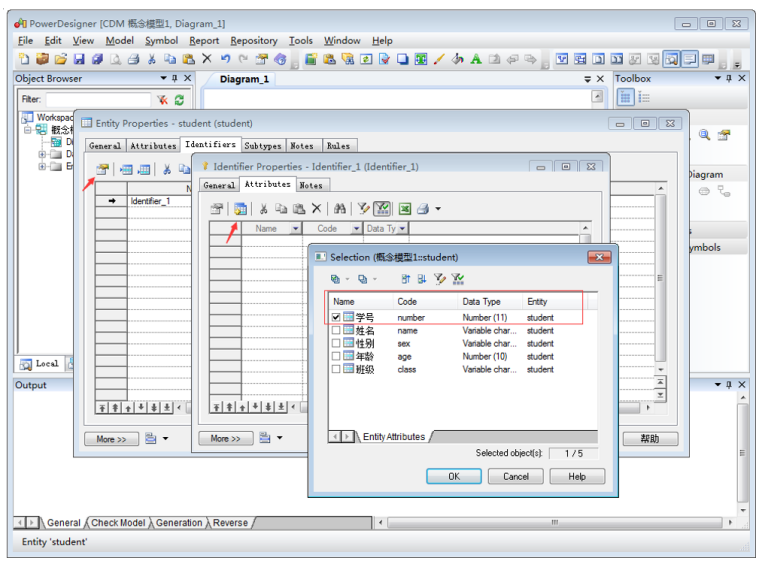 PowerDesigner [CDM 概念模型1, Diagram_1]
File Edit View Model Symbol Report Repository Tools Window Help
Object Browser
Diagram_1
Toolbox
Filter:
Workspac
概念
Entity Properties - student (student)
General Attributes Identifiers Subtypes Notes Rules
Identifier Properties - Identifier_1 (Identifier_1)
General Attributes Notes
Diagram
N
Identifier_1
Name Code Data Ty
ymbols
Selection (概念模型1::student)
Name Code Data Type Entity
学号 number Number (11) student
姓名 name Variable char... student
性别 sex Variable char... student
年龄 age Number (10) student
班级 class Variable char... student
Local
Output
Entity Attributes
More >>
More >>
帮助
Selected object(s): 1 / 5
OK Cancel Help
General Check Model Generation Reverse
Entity 'student'